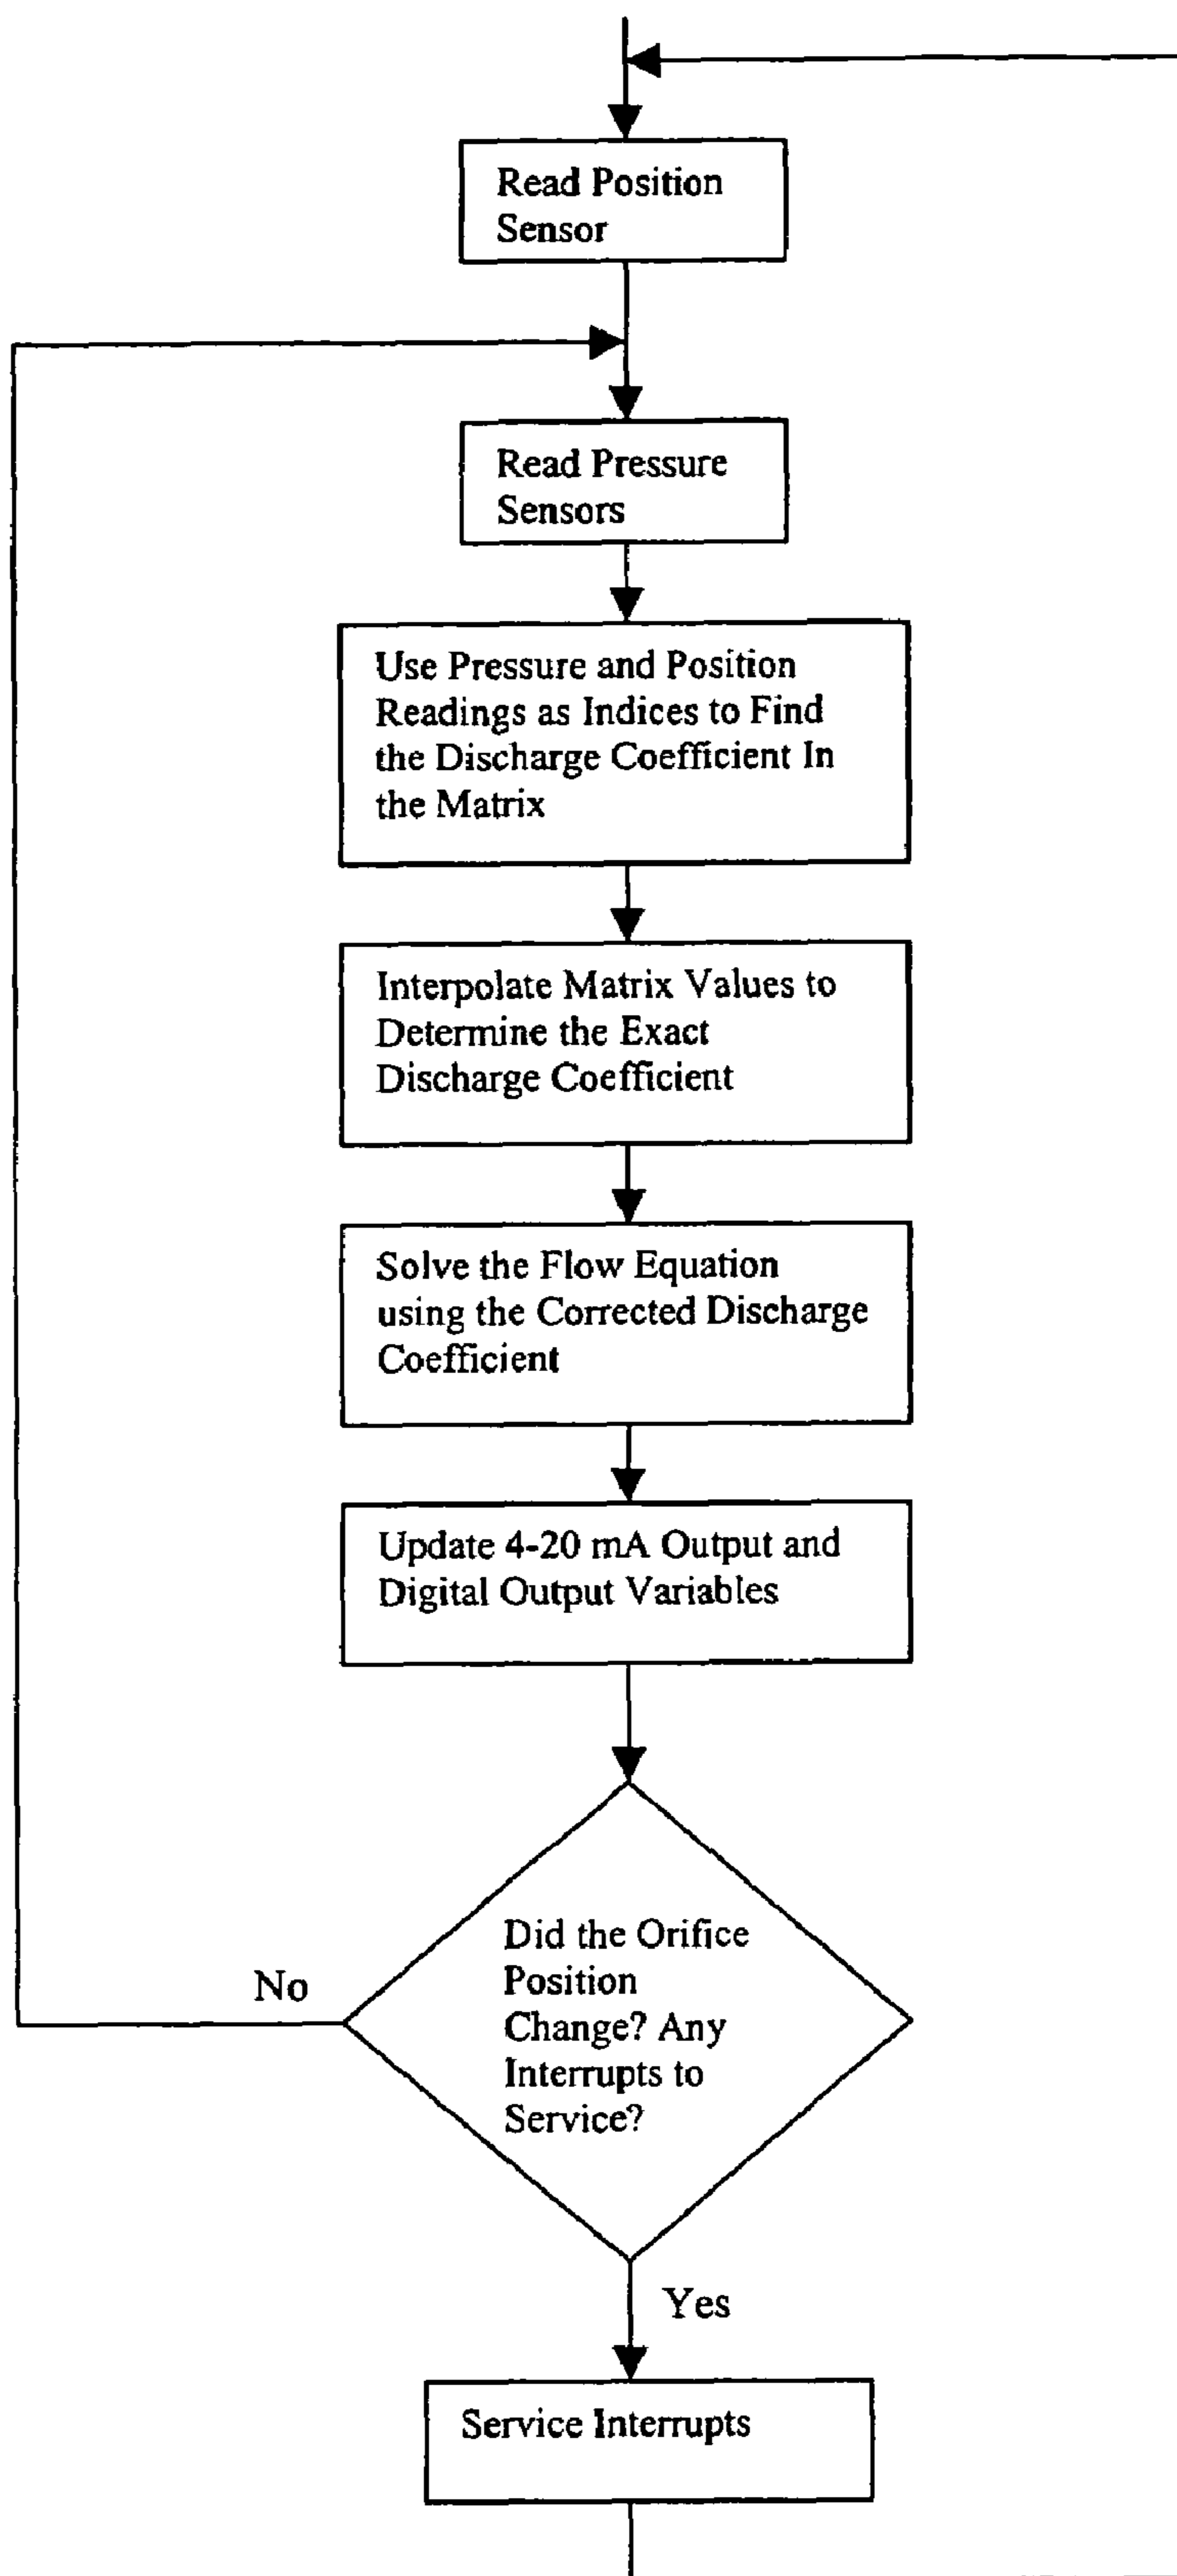 Read Position
Sensor
Read Pressure
Sensors
Use Pressure and Position
Readings as Indices to Find
the Discharge Coefficient In
the Matrix
Interpolate Matrix Values to
Determine the Exact
Discharge Coefficient
Solve the Flow Equation
using the Corrected Discharge
Coefficient
Update 4-20 mA Output and
Digital Output Variables
Did the Orifice
Position
Change? Any
Interrupts to
Service?
No
Yes
Service Interrupts